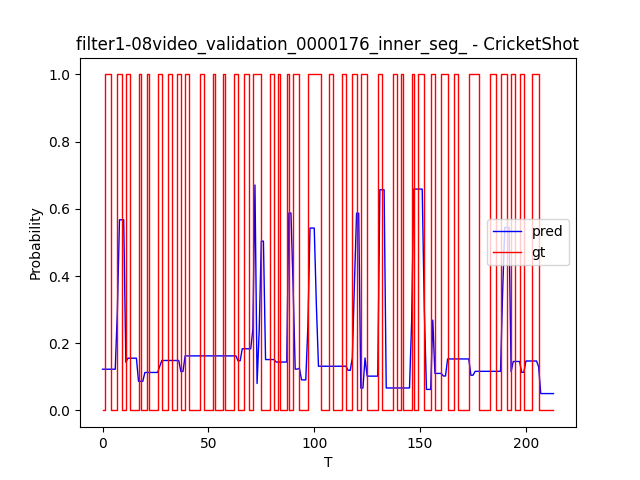 filter1-08video_validation_0000176_inner_seg_ - CricketShot
1.0
0.8
0.6
0.4
0.2
0.0
Probability
pred
gt
0
50
100
150
200
T